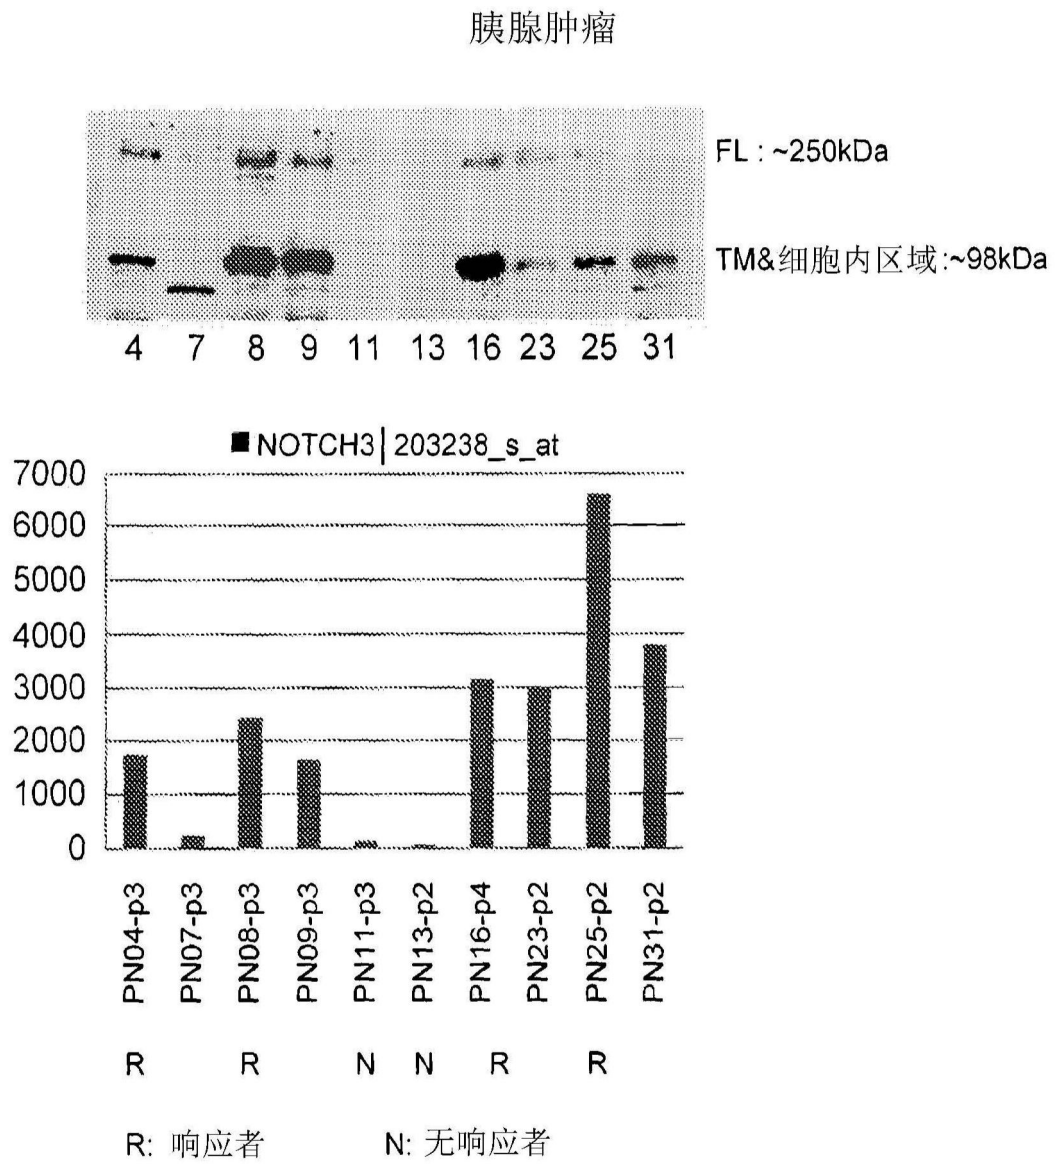 胰腺肿瘤
FL : ~250kDa
TM&细胞内区域:~98kDa
4 7 8 9 11 13 16 23 25 31
NOTCH3| 203238_s_at
7000
6000
5000
4000
3000
2000
1000
0
PN04-p3 PN07-p3 PN08-p3 PN09-p3 PN11-p3 PN13-p2 PN16-p4 PN23-p2 PN25-p2 PN31-p2
R R N N R R
R: 响应者 N: 无响应者